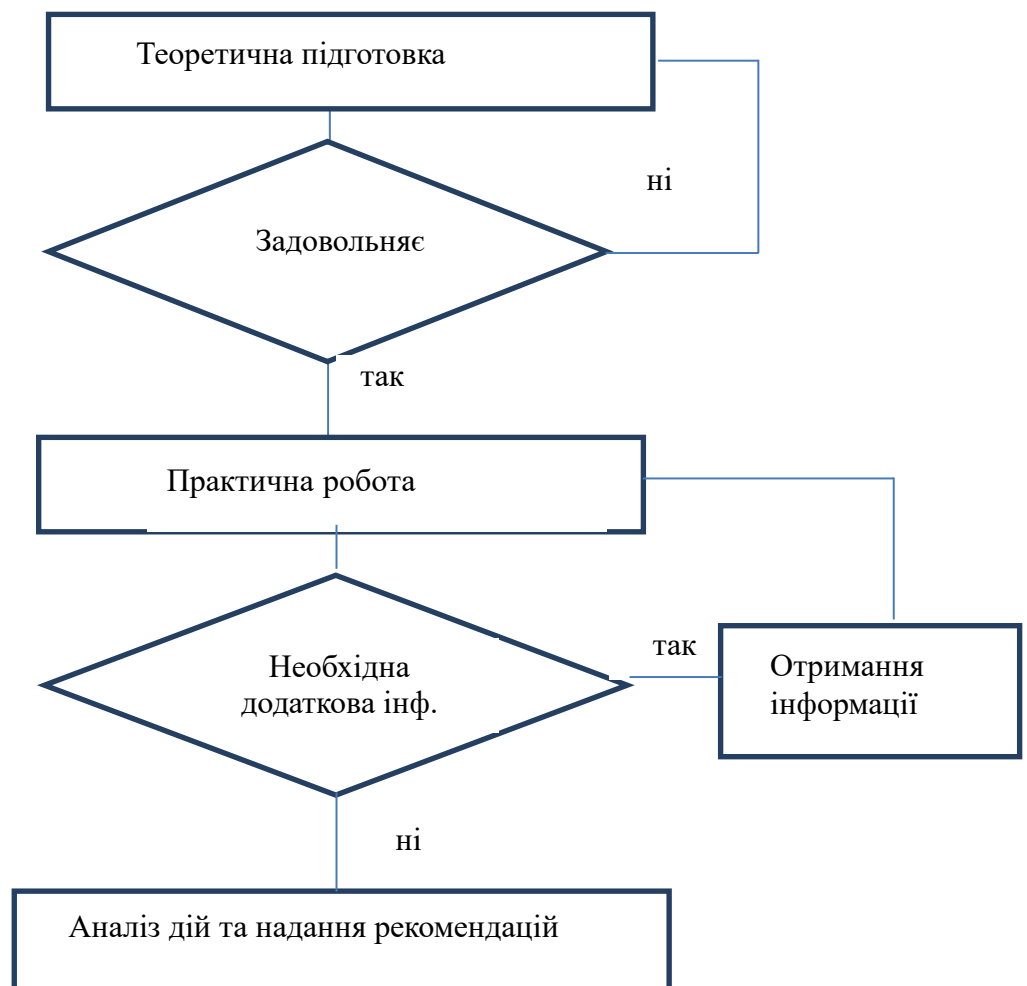 Теоретична підготовка
ні
Задовольняє
так
Практична робота
так
Необхідна
додаткова інф.
Отримання
інформації
ні
Аналіз дій та надання рекомендацій